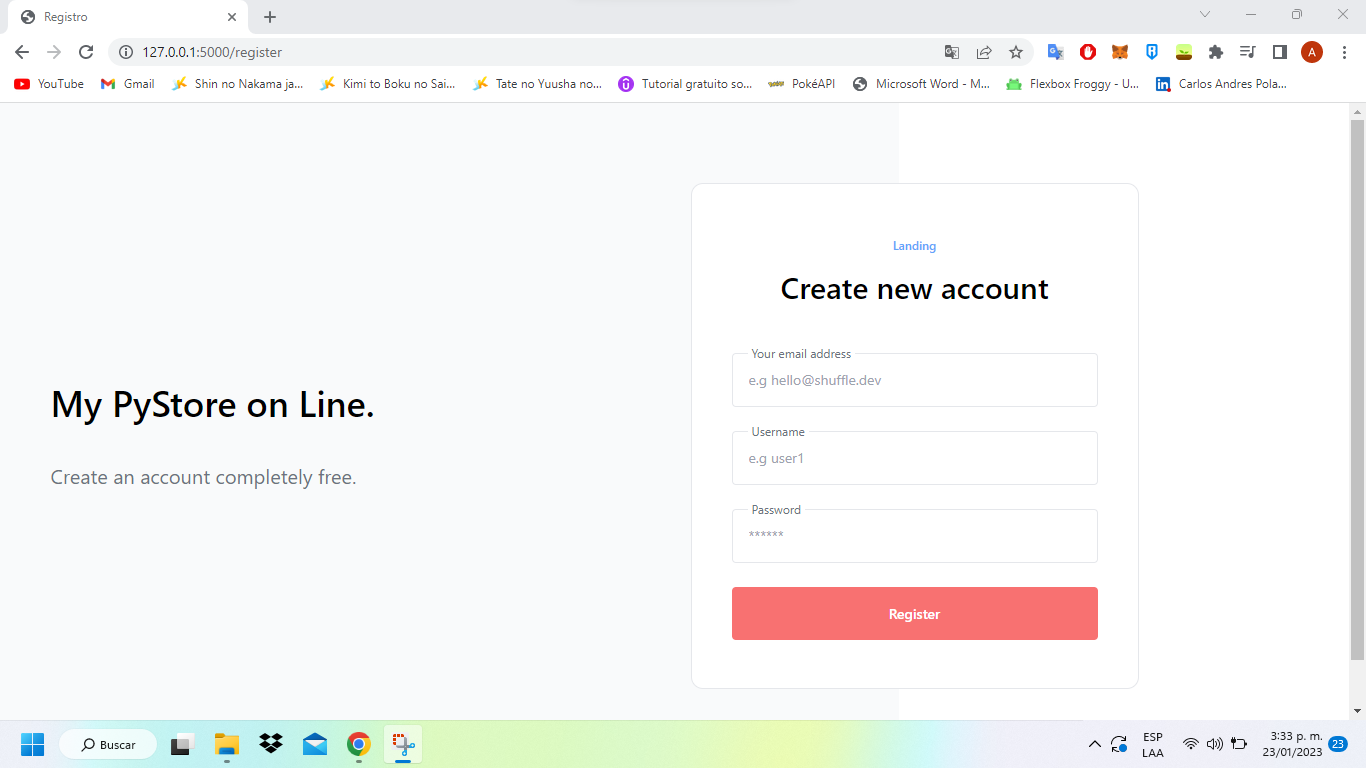 Registro
127.0.0.1:5000/register
A
YouTube Gmail Shin no Nakama ja... Kimi to Boku no Sai... Tate no Yuusha no... Tutorial gratuito so... PokéAPI Microsoft Word - M... Flexbox Froggy - U... Carlos Andres Pola...
Landing
Create new account
Your email address
e.g hello@shuffle.dev
Username
e.g user1
Password
******
Register
My PyStore on Line.
Create an account completely free.
Buscar
ESP
LAA
3:33 p. m.
23/01/2023
23